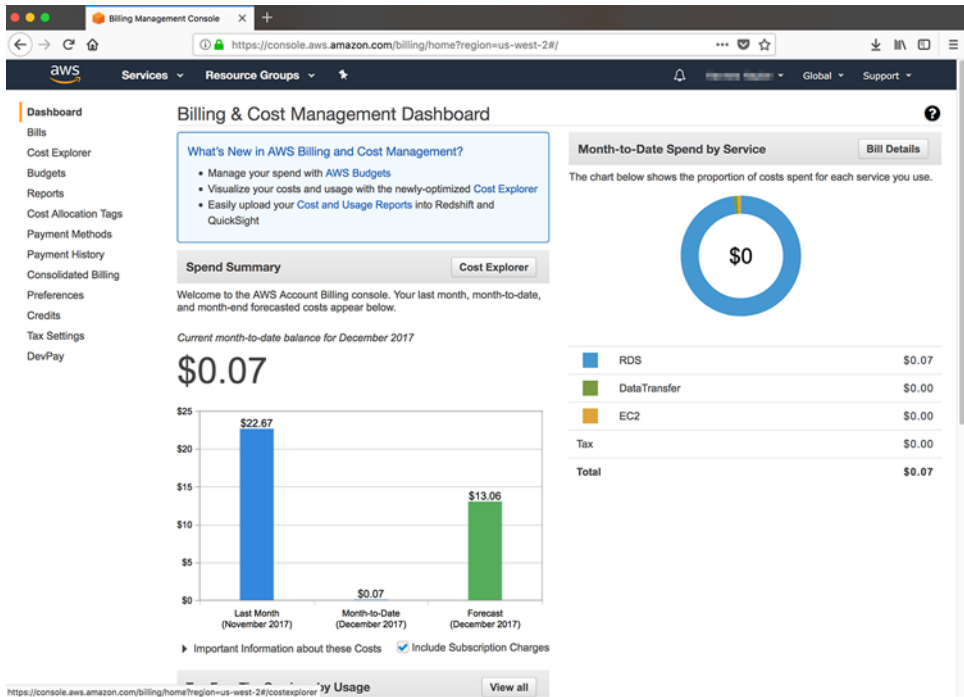 Billing Management Console
https://console.aws.amazon.com/billing/home?region=us-west-2#/
aws
Services
Resource Groups
Global
Support
Dashboard
Bills
Cost Explorer
Budgets
Reports
Cost Allocation Tags
Payment Methods
Payment History
Consolidated Billing
Preferences
Credits
Tax Settings
DevPay
Billing & Cost Management Dashboard
What's New in AWS Billing and Cost Management?
• Manage your spend with AWS Budgets
• Visualize your costs and usage with the newly-optimized Cost Explorer
• Easily upload your Cost and Usage Reports into Redshift and
QuickSight
Spend Summary
Cost Explorer
Welcome to the AWS Account Billing console. Your last month, month-to-date,
and month-end forecasted costs appear below.
Current month-to-date balance for December 2017
$0.07
$25
$20
$15
$10
$5
$0
$22.67
$0.07
$13.06
Last Month
(November 2017)
Month-to-Date
(December 2017)
Forecast
(December 2017)
Important Information about these Costs
Include Subscription Charges
by Usage
View all
Month-to-Date Spend by Service
Bill Details
The chart below shows the proportion of costs spent for each service you use.
$0
RDS $0.07
DataTransfer $0.00
EC2 $0.00
Tax $0.00
Total $0.07
https://console.aws.amazon.com/billing/home?region=us-west-2#/costexplorer